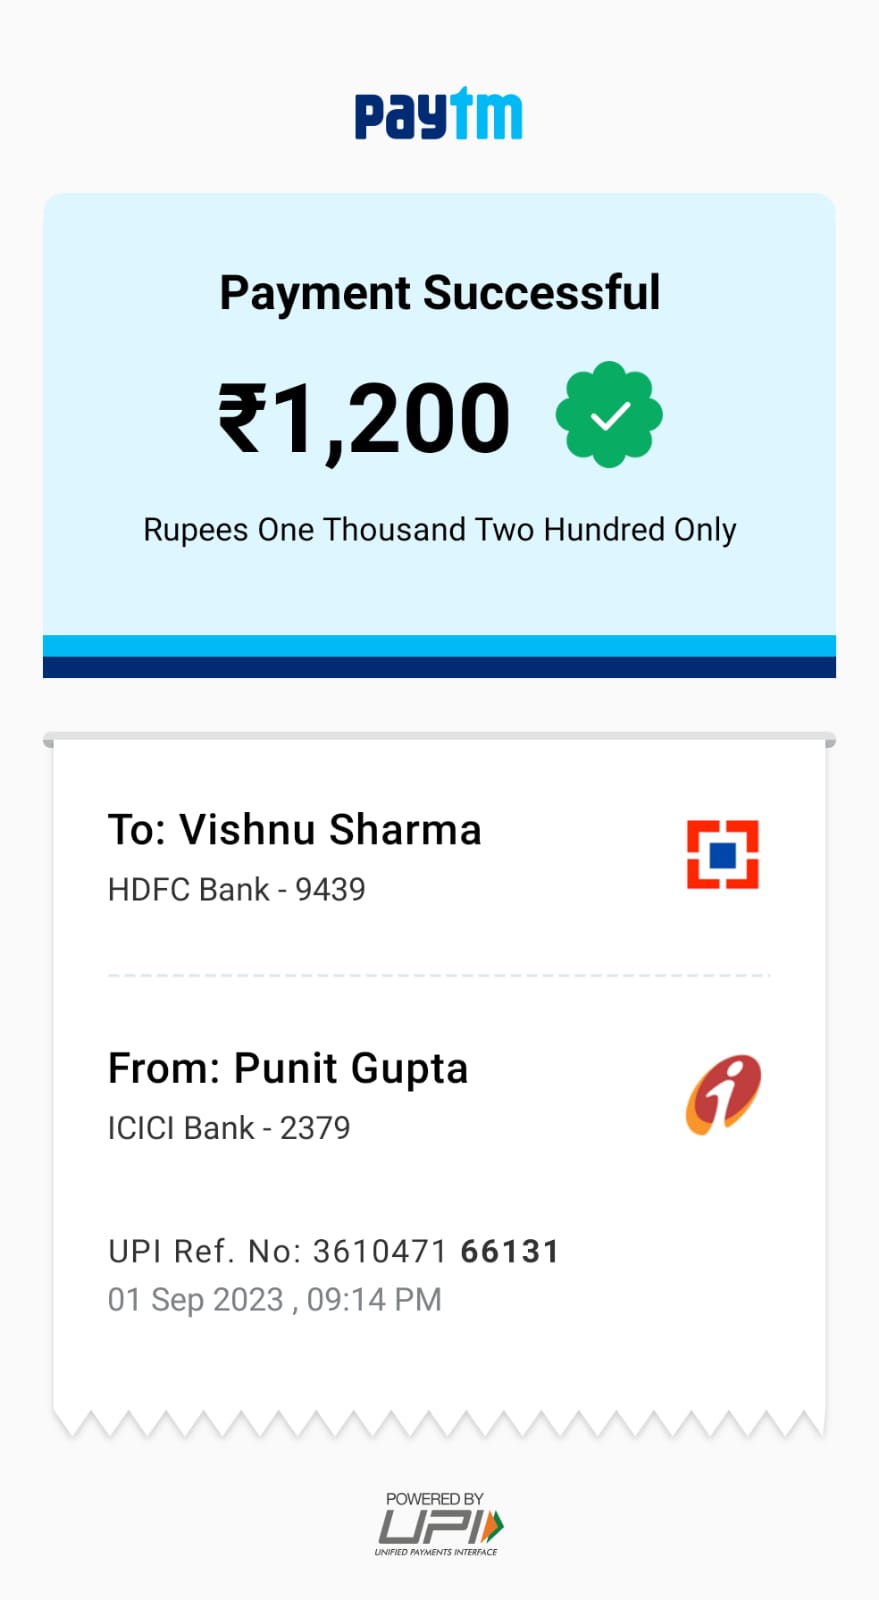 paytm
Payment Successful
₹1,200
Rupees One Thousand Two Hundred Only
To: Vishnu Sharma
HDFC Bank - 9439
From: Punit Gupta
ICICI Bank - 2379
UPI Ref. No: 3610471 66131
01 Sep 2023 , 09:14 PM
POWERED BY
UPI
UNIFIED PAYMENTS INTERFACE